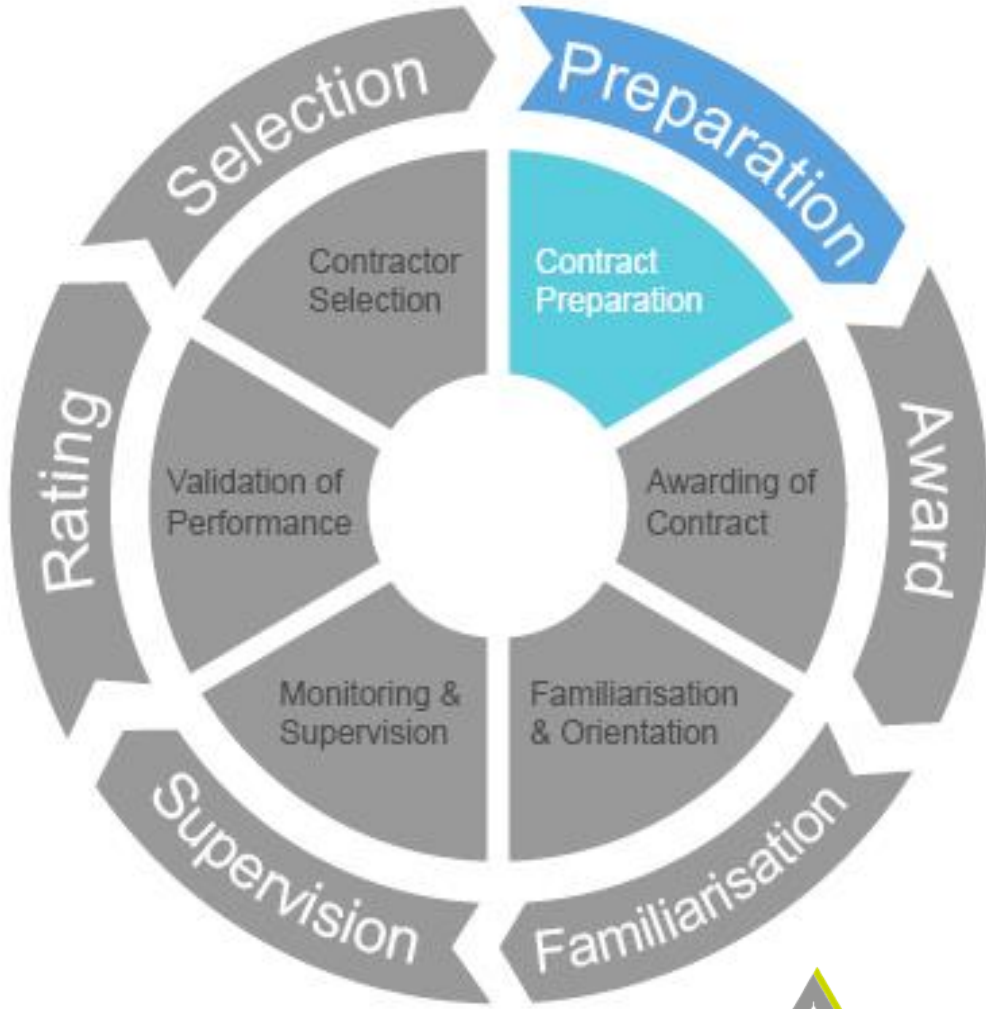 Selection
Preparation
Award
Familiarisation
Supervision
Rating
Contractor
Selection
Contract
Preparation
Awarding of
Contract
Familiarisation
& Orientation
Monitoring &
Supervision
Validation of
Performance